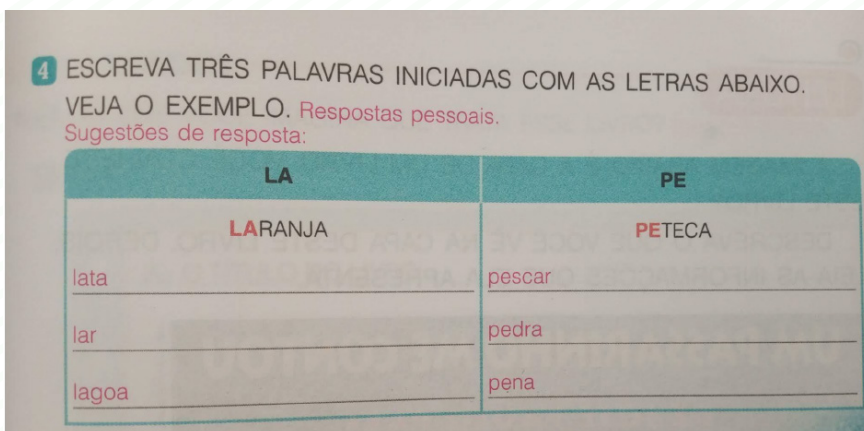 4 ESCREVA TRÊS PALAVRAS INICIADAS COM AS LETRAS ABAIXO.
VEJA O EXEMPLO. Respostas pessoais.
Sugestões de resposta:
LA PE
LARANJA PETECA
lata pescar
lar pedra
lagoa pena